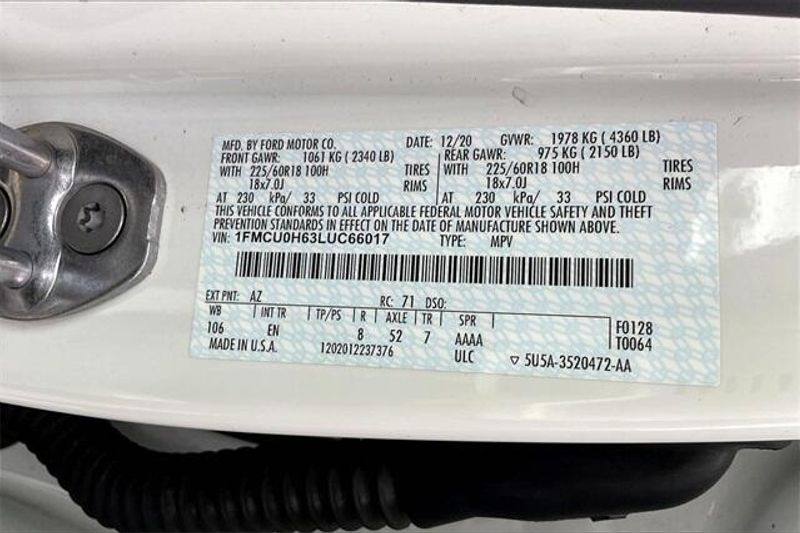 MFD. BY FORD MOTOR CO. DATE: 12/20 GVWR: 1978 KG ( 4360 LB)
FRONT GAWR: 1061 KG ( 2340 LB) REAR GAWR: 975 KG ( 2150 LB)
WITH 225/60R18 100H TIRES WITH 225/60R18 100H TIRES
18x7.0J RIMS 18x7.0J RIMS
AT 230 kPa/ 33 PSI COLD AT 230 kPa/ 33 PSI COLD
THIS VEHICLE CONFORMS TO ALL APPLICABLE FEDERAL MOTOR VEHICLE SAFETY AND THEFT
PREVENTION STANDARDS IN EFFECT ON THE DATE OF MANUFACTURE SHOWN ABOVE.
VIN: 1FMCU0H63LUC66017 TYPE: MPV
EXT PNT: AZ RC: 71 DSO:
WB INT TR TP/PS R AXLE TR SPR F0128
106 EN 8 52 7 AAAA T0064
MADE IN U.S.A. 1202012237376 ULC ▽ 5U5A-3520472-AA